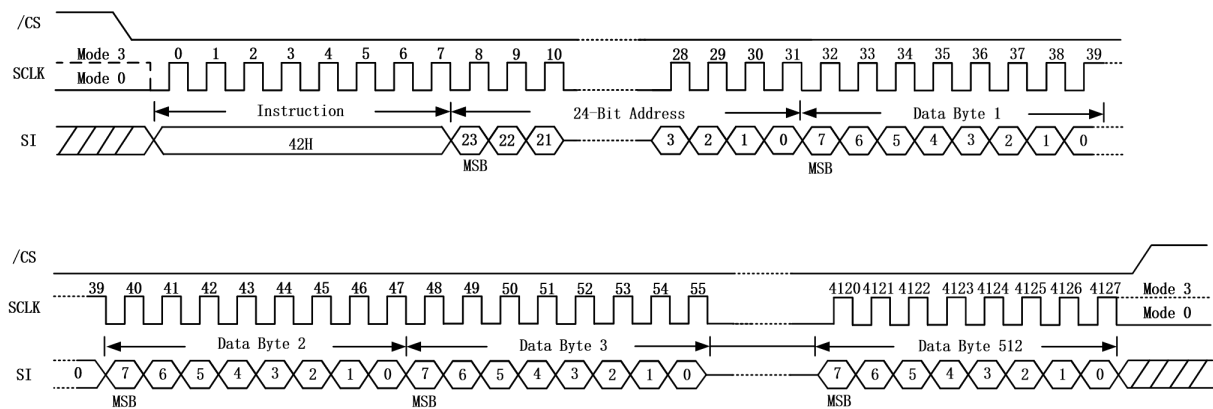 /CS
Mode 3 0 1 2 3 4 5 6 7 8 9 10 28 29 30 31 32 33 34 35 36 37 38 39
SCLK
Mode 0
Instruction 24-Bit Address Data Byte 1
SI 42H 23 22 21 3 2 1 0 7 6 5 4 3 2 1 0
MSB MSB
/CS
39 40 41 42 43 44 45 46 47 48 49 50 51 52 53 54 55 4120 4121 4122 4123 4124 4125 4126 4127 Mode 3
SCLK Mode 0
Data Byte 2 Data Byte 3 Data Byte 512
SI 0 7 6 5 4 3 2 1 0 7 6 5 4 3 2 1 0 7 6 5 4 3 2 1 0
MSB MSB MSB